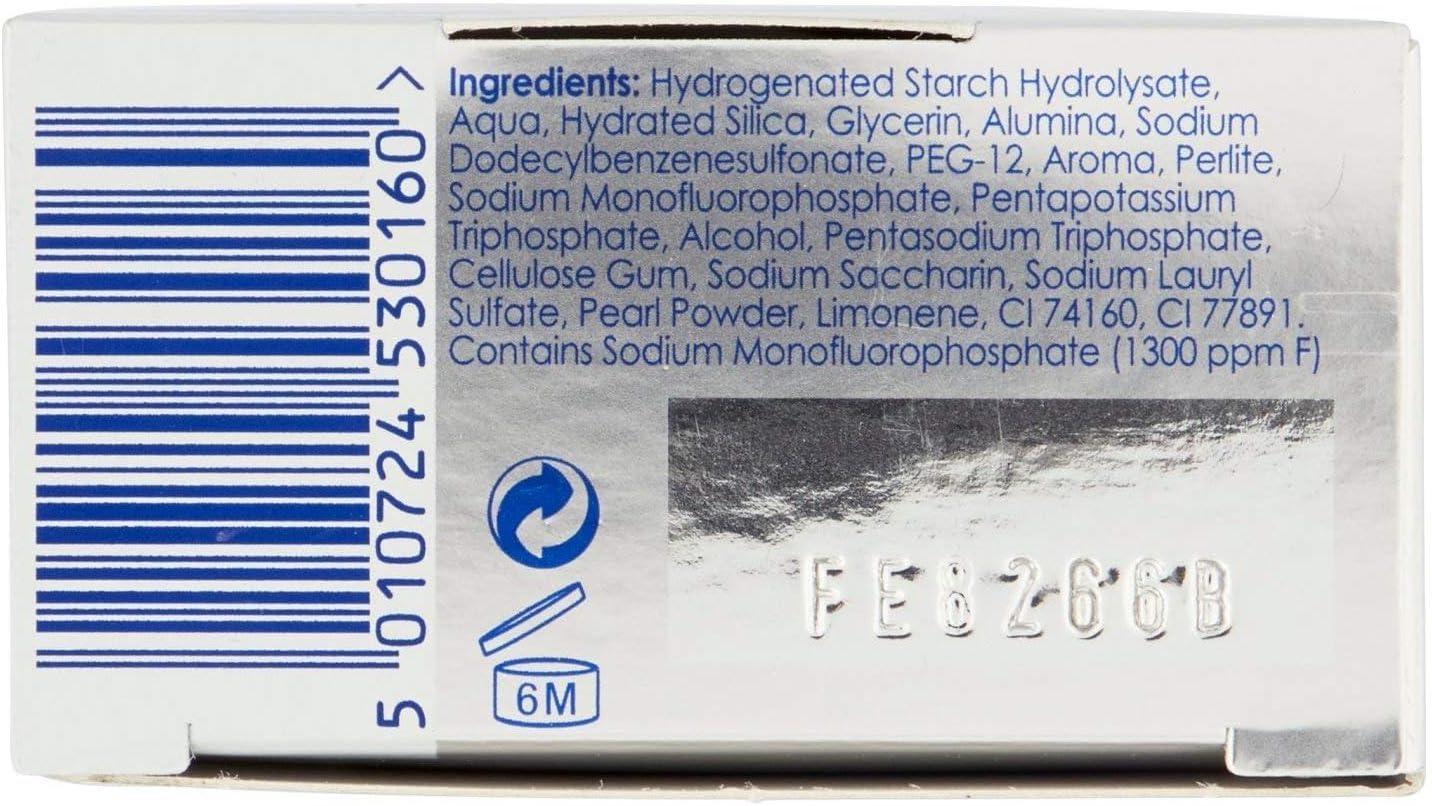 Ingredients: Hydrogenated Starch Hydrolysate,
Aqua, Hydrated Silica, Glycerin, Alumina, Sodium
Dodecylbenzenesulfonate, PEG-12, Aroma, Perlite,
Sodium Monofluorophosphate, Pentapotassium
Triphosphate, Alcohol, Pentasodium Triphosphate,
Cellulose Gum, Sodium Saccharin, Sodium Lauryl
Sulfate, Pearl Powder, Limonene, CI 74160, CI 77891.
Contains Sodium Monofluorophosphate (1300 ppm F)
5 010724 530160 >
FE8266B
6M